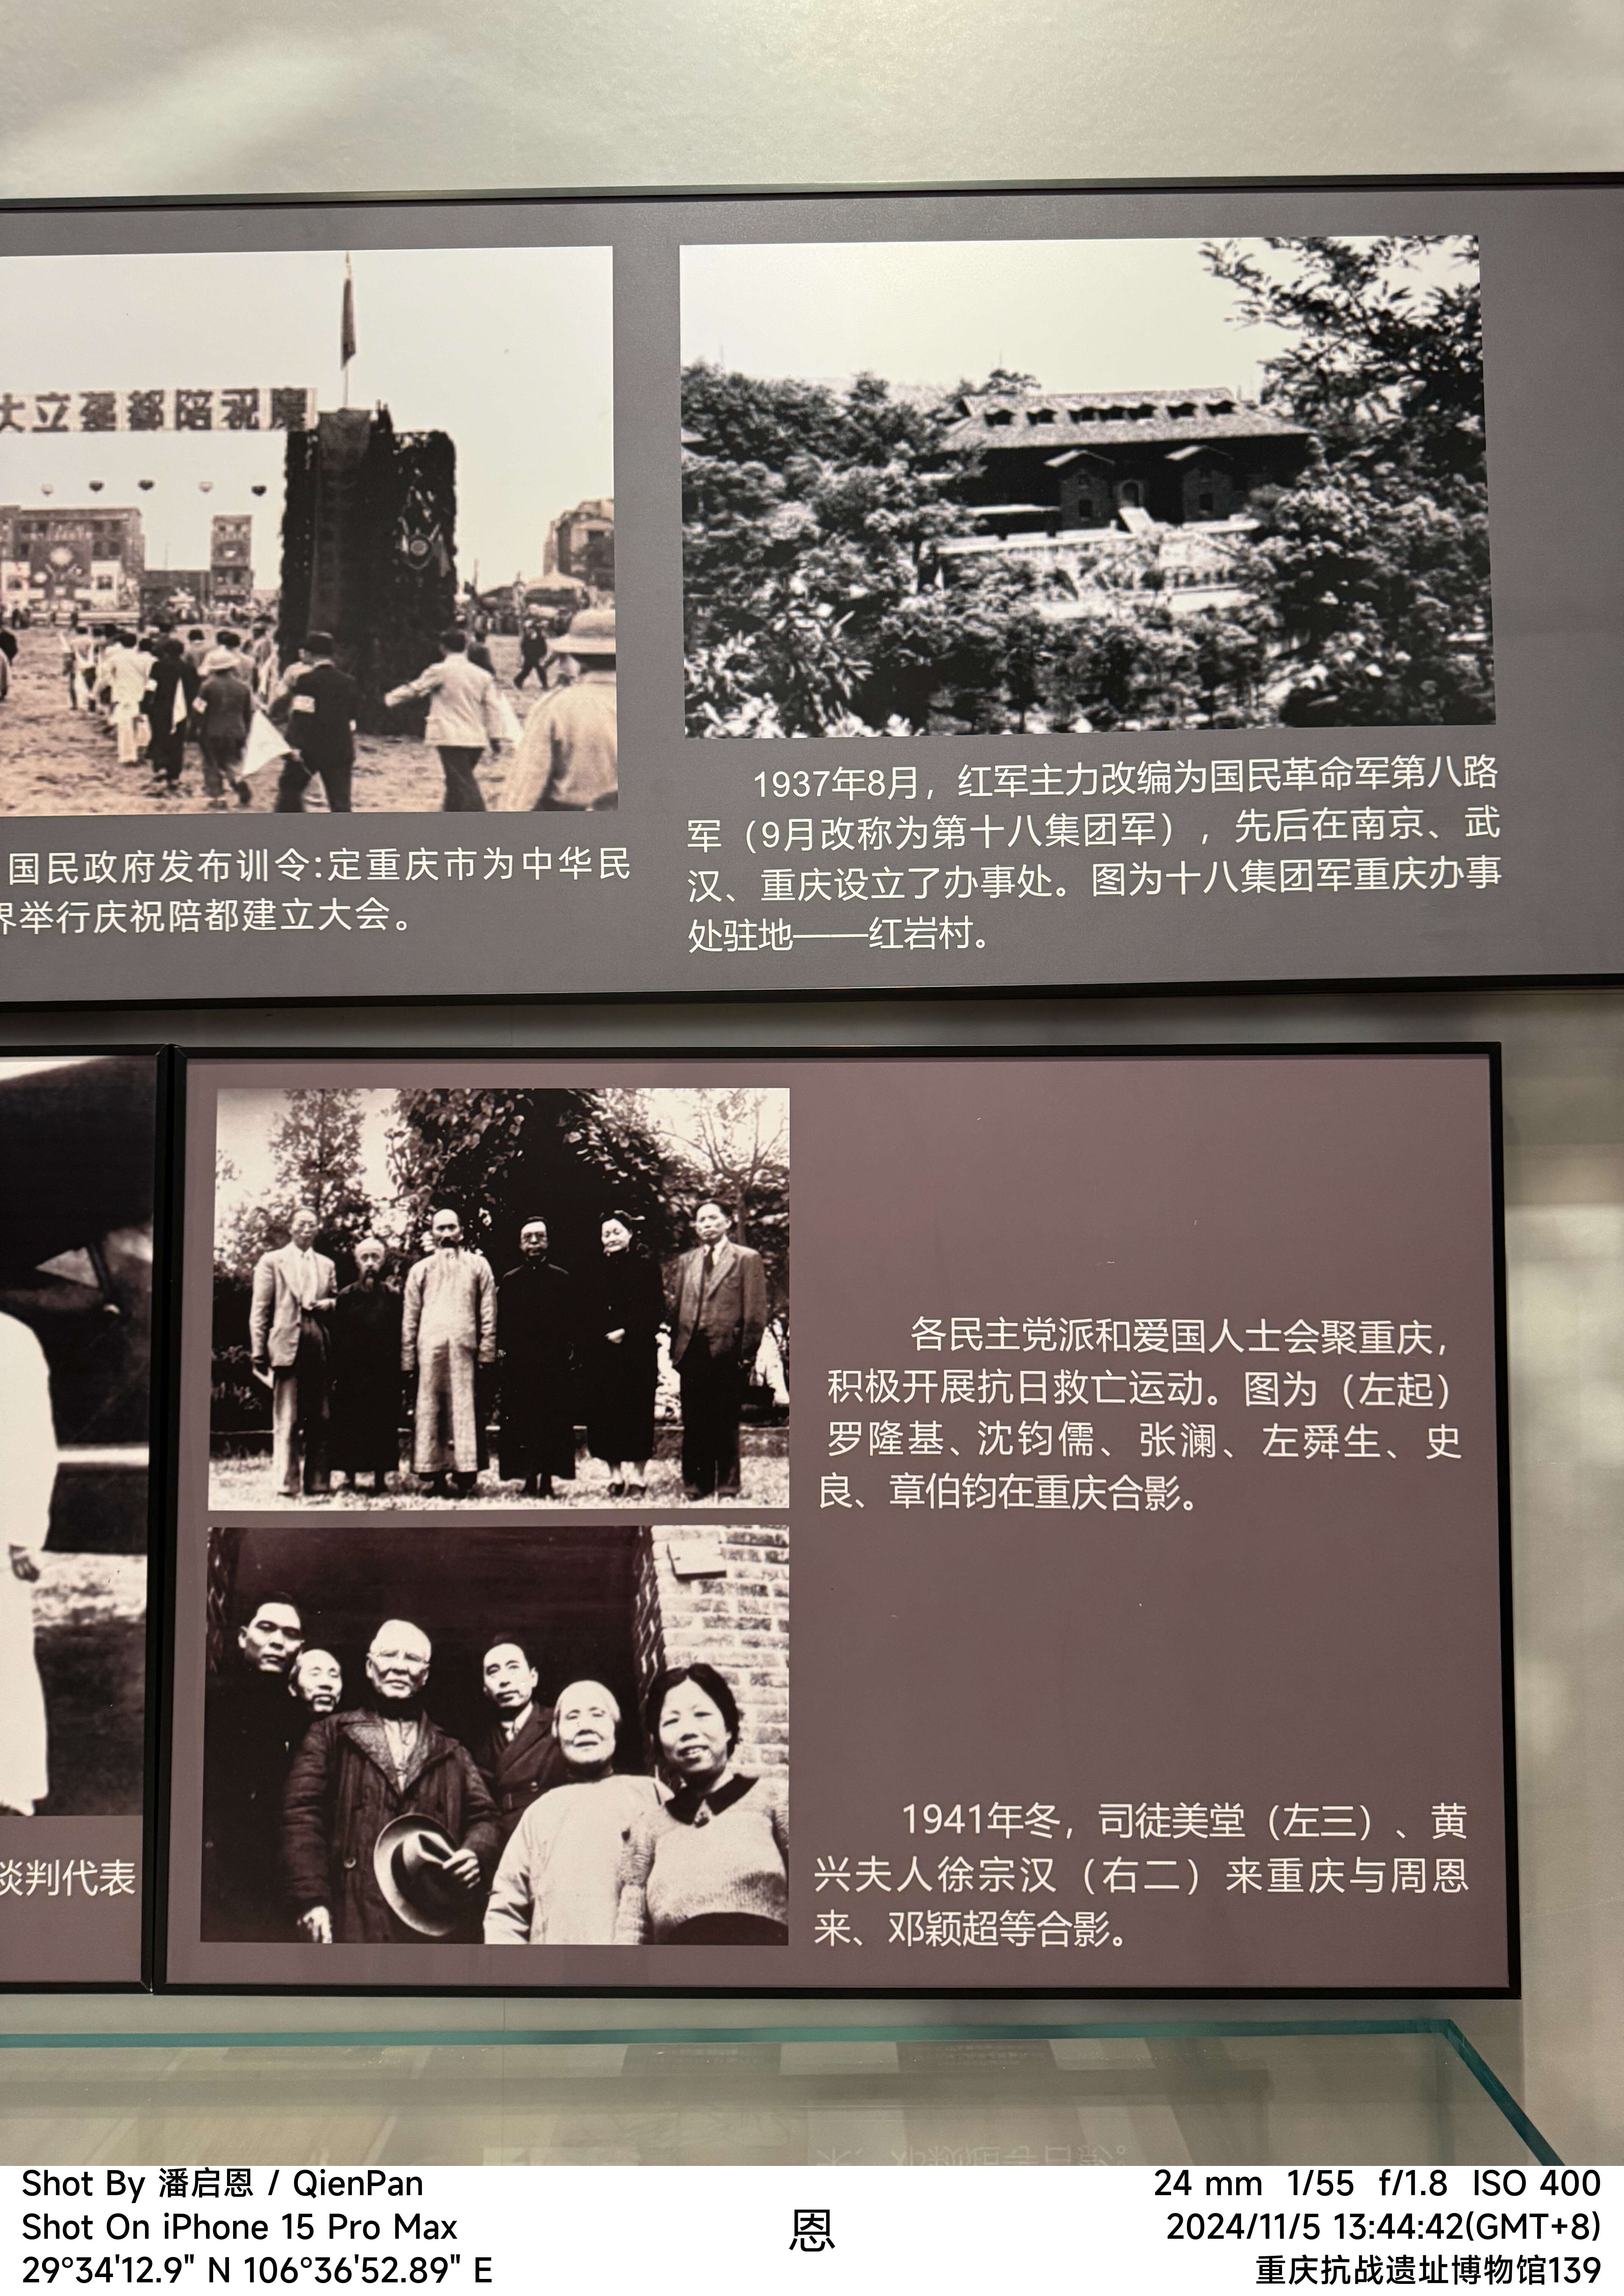 大立建都陪祝慶
国民政府发布训令:定重庆市为中华民
界举行庆祝陪都建立大会。
1937年8月，红军主力改编为国民革命军第八路
军（9月改称为第十八集团军），先后在南京、武
汉、重庆设立了办事处。图为十八集团军重庆办事
处驻地——红岩村。
各民主党派和爱国人士会聚重庆，
积极开展抗日救亡运动。图为（左起）
罗隆基、沈钧儒、张澜、左舜生、史
良、章伯钧在重庆合影。
谈判代表
1941年冬，司徒美堂（左三）、黄
兴夫人徐宗汉（右二）来重庆与周恩
来、邓颖超等合影。
Shot By 潘启恩 / QienPan
Shot On iPhone 15 Pro Max
29°34'12.9" N 106°36'52.89" E
恩
24 mm 1/55 f/1.8 ISO 400
2024/11/5 13:44:42(GMT+8)
重庆抗战遗址博物馆139